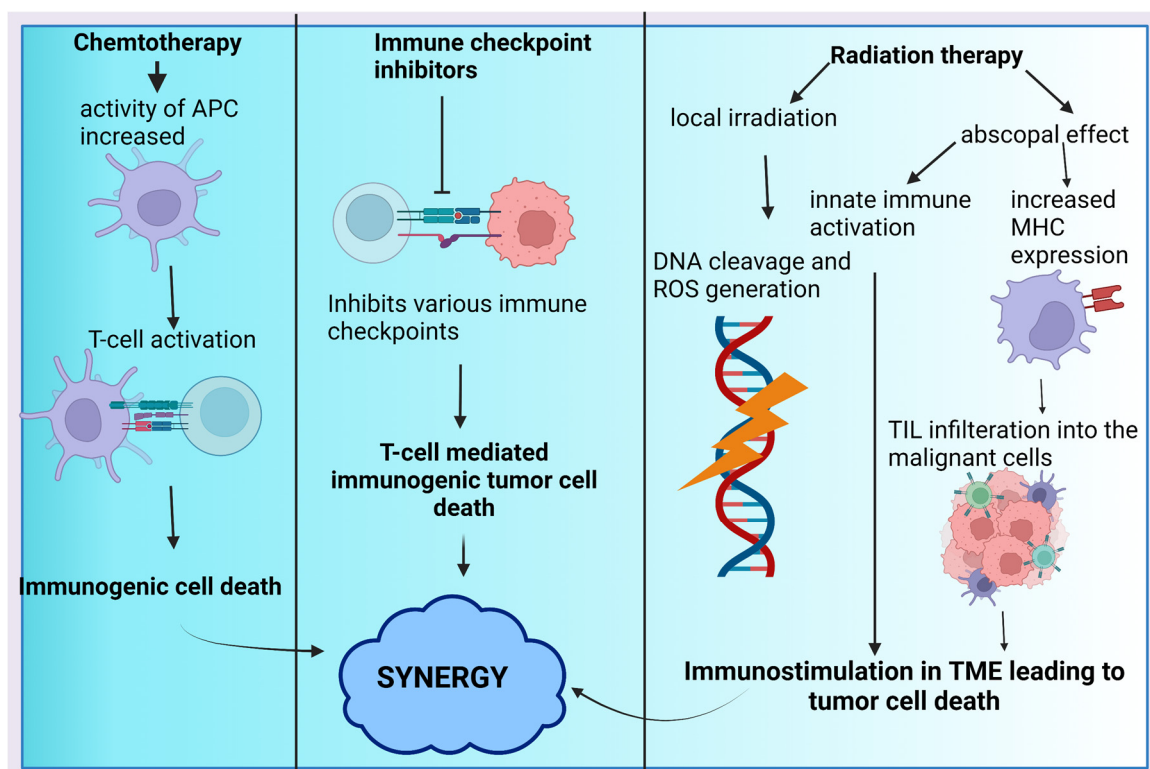 Chemtotherapy
activity of APC
increased
T-cell activation
Immunogenic cell death
Immune checkpoint
inhibitors
Inhibits various immune
checkpoints
T-cell mediated
immunogenic tumor cell
death
SYNERGY
Radiation therapy
local irradiation
DNA cleavage and
ROS generation
abscopal effect
innate immune
activation
increased
MHC
expression
TIL infilteration into the
malignant cells
Immunostimulation in TME leading to
tumor cell death